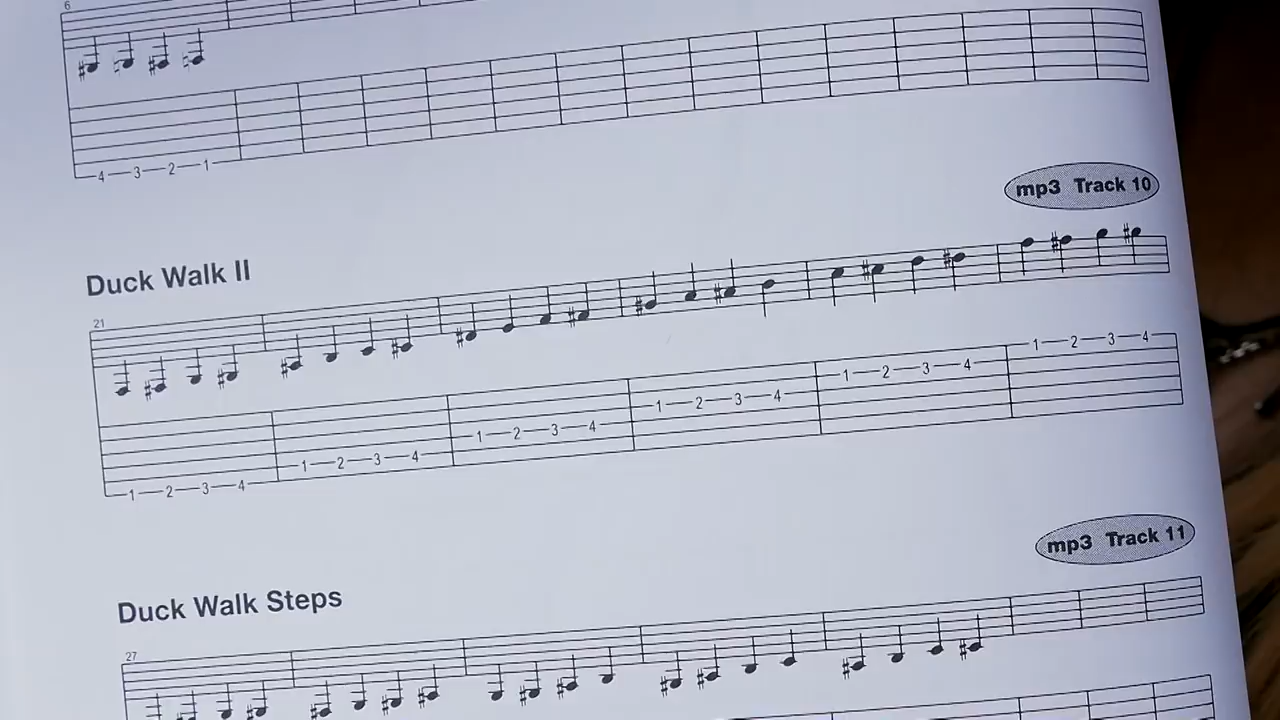 6
4 3 2 1
mp3 Track 10
Duck Walk II
21
1 2 3 4 1 2 3 4 1 2 3 4 1 2 3 4 1 2 3 4 1 2 3 4
mp3 Track 11
Duck Walk Steps
27